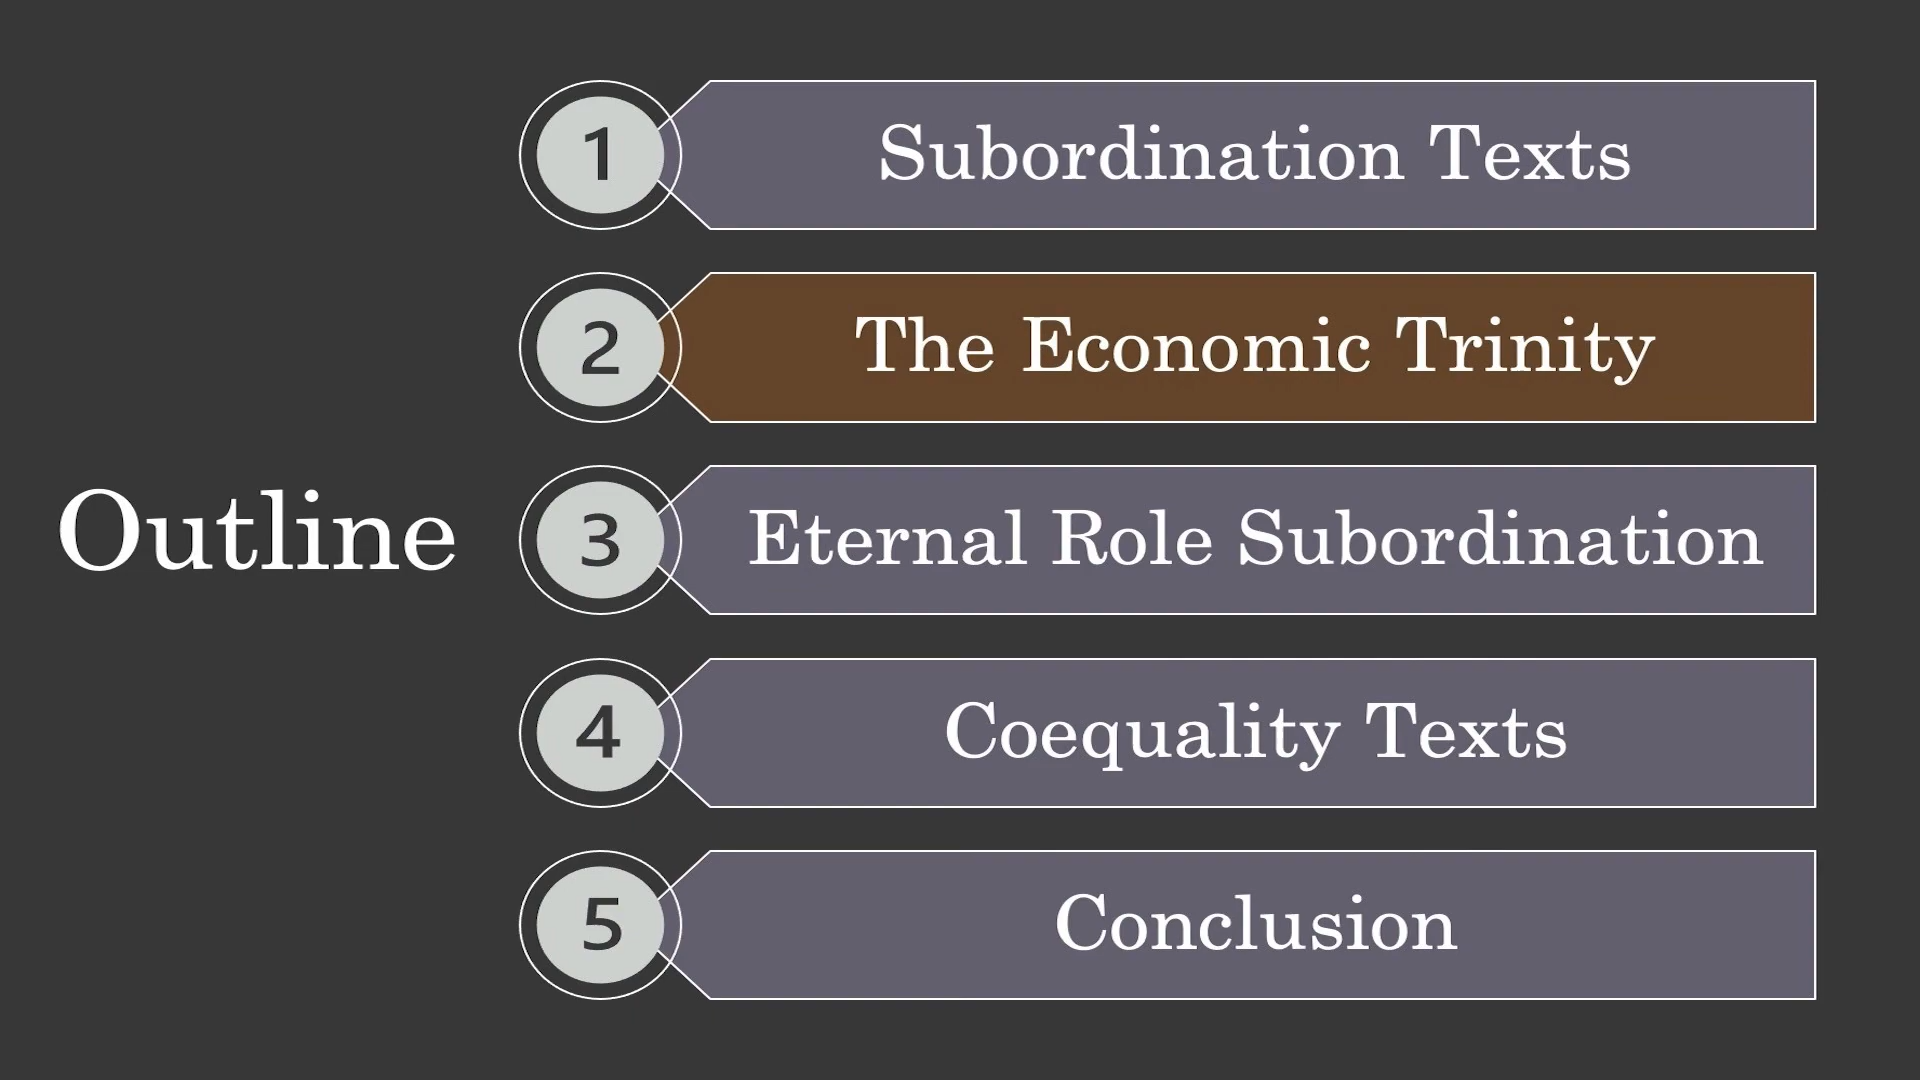 Outline
1
Subordination Texts
2
The Economic Trinity
3
Eternal Role Subordination
4
Coequality Texts
5
Conclusion